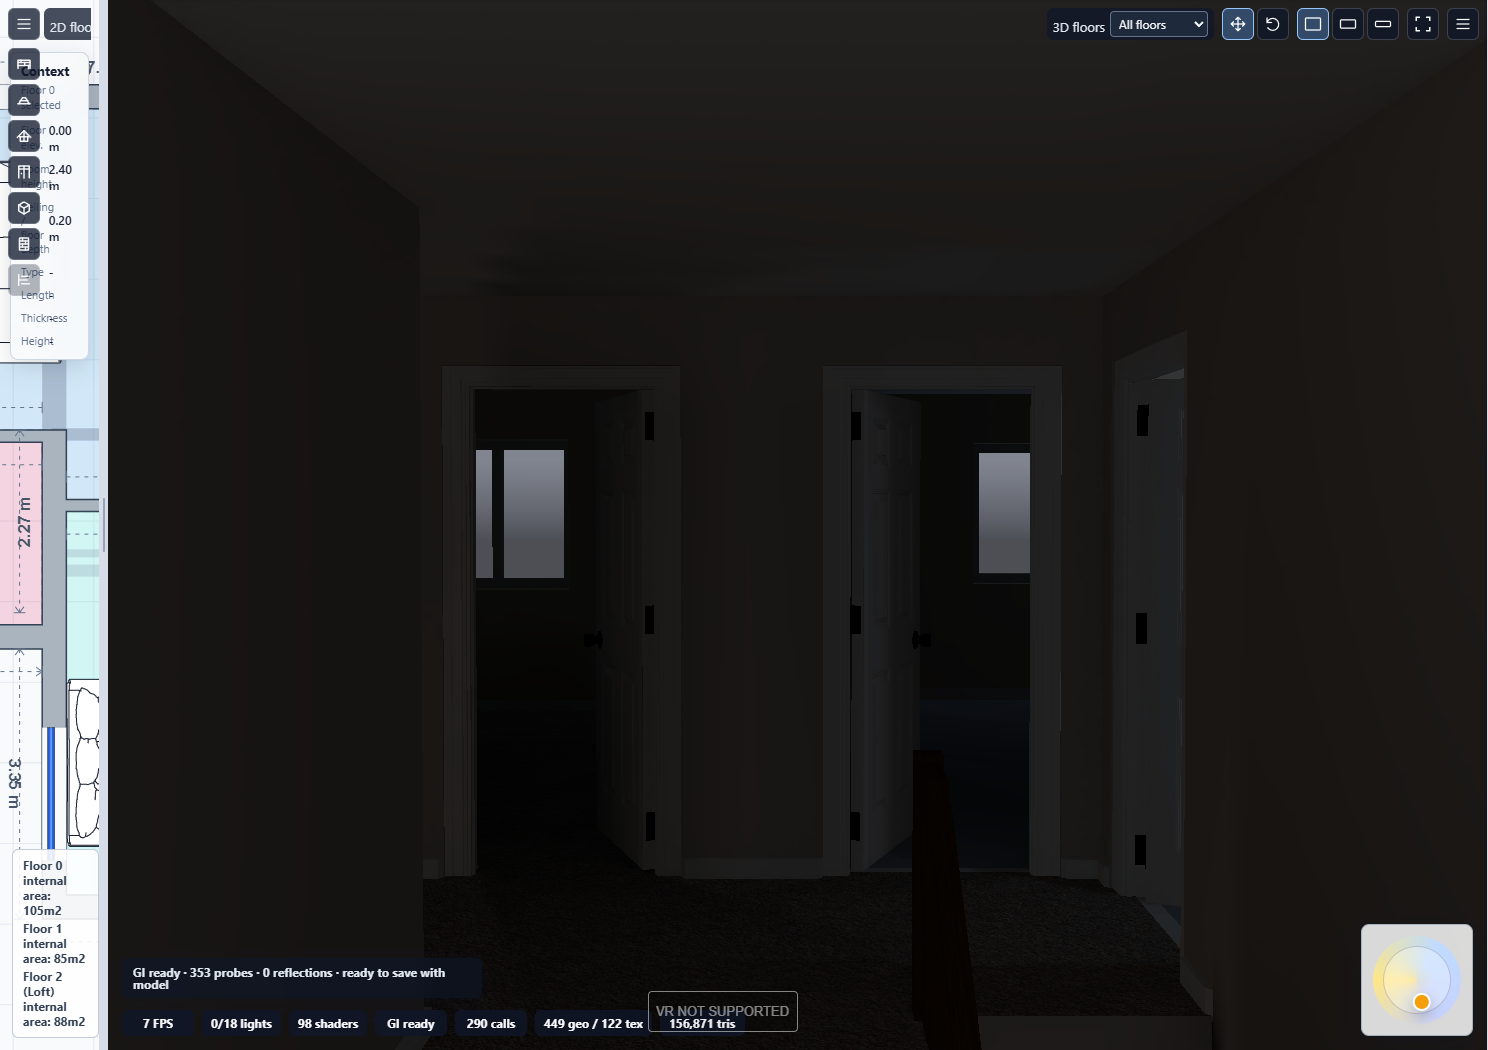 2D floo
3D floors
All floors
Context
7.
Floor 0
selected
0.00
m
2.40
height
m
0.20
m
Type -
Length -
Thickness -
Height -
2.27 m
3.35 m
Floor 0
internal
area:
105m2
Floor 1
internal
area: 85m2
Floor 2
(Loft)
internal
area: 88m2
GI ready · 353 probes · 0 reflections · ready to save with
model
7 FPS
0/18 lights
98 shaders
GI ready
290 calls
449 geo / 122 tex
156,871 tris
VR NOT SUPPORTED